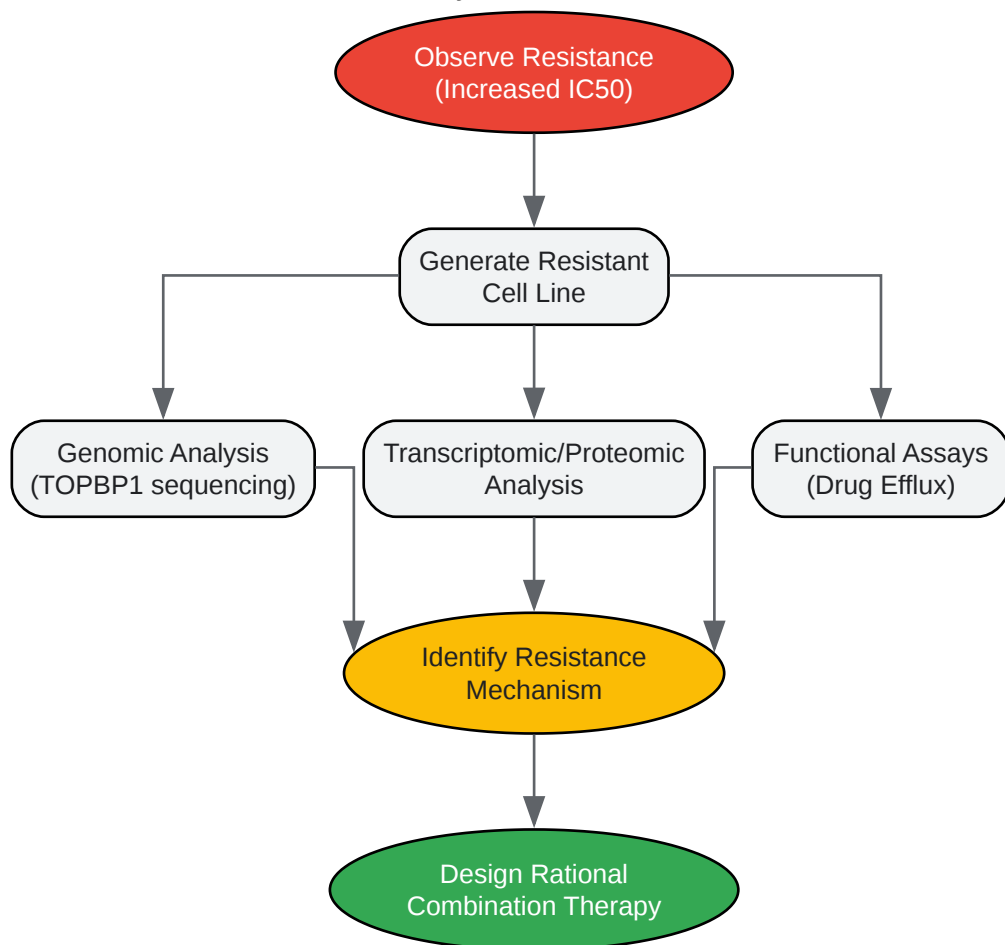 Observe Resistance
(Increased IC50)
Generate Resistant
Cell Line
Genomic Analysis
(TOPBP1 sequencing)
Transcriptomic/Proteomic
Analysis
Functional Assays
(Drug Efflux)
Identify Resistance
Mechanism
Design Rational
Combination Therapy